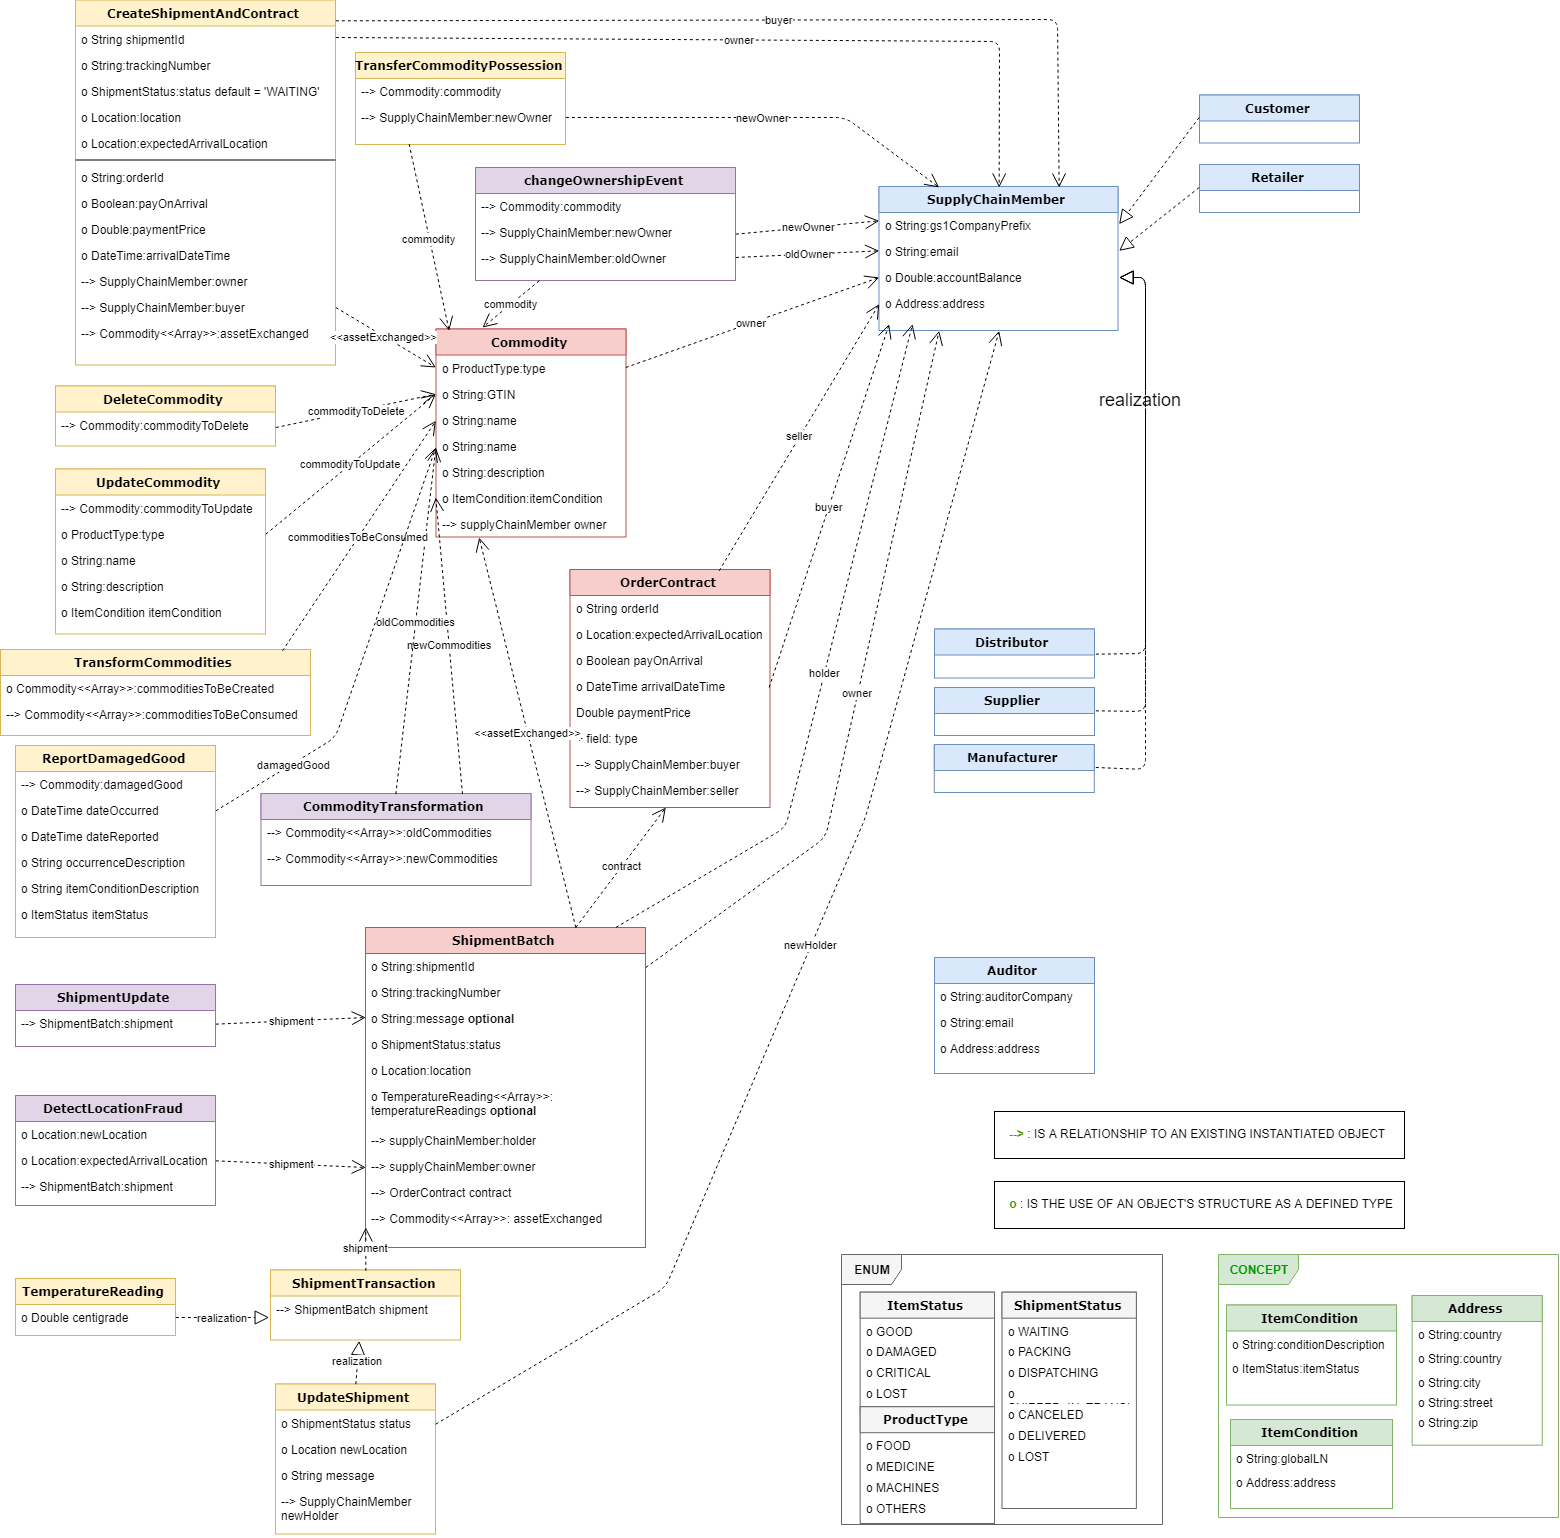 CreateShipmentAndContract
o String shipmentId
o String:trackingNumber
o ShipmentStatus:status default = 'WAITING'
o Location:location
o Location:expectedArrivalLocation
o String:orderId
o Boolean:payOnArrival
o Double:paymentPrice
o DateTime:arrivalDateTime
--> SupplyChainMember:owner
--> SupplyChainMember:buyer
--> Commodity<<Array>>:assetExchanged
buyer
owner
TransferCommodityPossession
--> Commodity:commodity
--> SupplyChainMember:newOwner
newOwner
commodity
changeOwnershipEvent
--> Commodity:commodity
--> SupplyChainMember:newOwner
--> SupplyChainMember:oldOwner
newOwner
oldOwner
commodity
Customer
Retailer
SupplyChainMember
o String:gs1CompanyPrefix
o String:email
o Double:accountBalance
o Address:address
<<assetExchanged>>
owner
Commodity
o ProductType:type
o String:GTIN
o String:name
o String:name
o String:description
o ItemCondition:itemCondition
--> supplyChainMember owner
realization
DeleteCommodity
--> Commodity:commodityToDelete
commodityToDelete
UpdateCommodity
--> Commodity:commodityToUpdate
o ProductType:type
o String:name
o String:description
o ItemCondition itemCondition
commodityToUpdate
commoditiesToBeConsumed
seller
buyer
OrderContract
o String orderId
o Location:expectedArrivalLocation
o Boolean payOnArrival
o DateTime arrivalDateTime
Double paymentPrice
field: type
--> SupplyChainMember:buyer
--> SupplyChainMember:seller
TransformCommodities
o Commodity<<Array>>:commoditiesToBeCreated
--> Commodity<<Array>>:commoditiesToBeConsumed
oldCommodities
newCommodities
holder
owner
<<assetExchanged>>
Distributor
Supplier
Manufacturer
ReportDamagedGood
--> Commodity:damagedGood
o DateTime dateOccurred
o DateTime dateReported
o String occurrenceDescription
o String itemConditionDescription
o ItemStatus itemStatus
damagedGood
CommodityTransformation
--> Commodity<<Array>>:oldCommodities
--> Commodity<<Array>>:newCommodities
contract
newHolder
ShipmentBatch
o String:shipmentId
o String:trackingNumber
o String:message optional
o ShipmentStatus:status
o Location:location
o TemperatureReading<<Array>>:
temperatureReadings optional
--> supplyChainMember:holder
--> supplyChainMember:owner
--> OrderContract contract
--> Commodity<<Array>>: assetExchanged
Auditor
o String:auditorCompany
o String:email
o Address:address
ShipmentUpdate
--> ShipmentBatch:shipment
shipment
DetectLocationFraud
o Location:newLocation
o Location:expectedArrivalLocation
--> ShipmentBatch:shipment
shipment
--> : IS A RELATIONSHIP TO AN EXISTING INSTANTIATED OBJECT
o : IS THE USE OF AN OBJECT'S STRUCTURE AS A DEFINED TYPE
shipment
TemperatureReading
o Double centigrade
realization
ShipmentTransaction
--> ShipmentBatch shipment
realization
UpdateShipment
o ShipmentStatus status
o Location newLocation
o String message
--> SupplyChainMember
newHolder
ENUM
ItemStatus
o GOOD
o DAMAGED
o CRITICAL
o LOST
ProductType
o FOOD
o MEDICINE
o MACHINES
o OTHERS
ShipmentStatus
o WAITING
o PACKING
o DISPATCHING
o
o CANCELED
o DELIVERED
o LOST
CONCEPT
ItemCondition
o String:conditionDescription
o ItemStatus:itemStatus
ItemCondition
o String:globalLN
o Address:address
Address
o String:country
o String:country
o String:city
o String:street
o String:zip